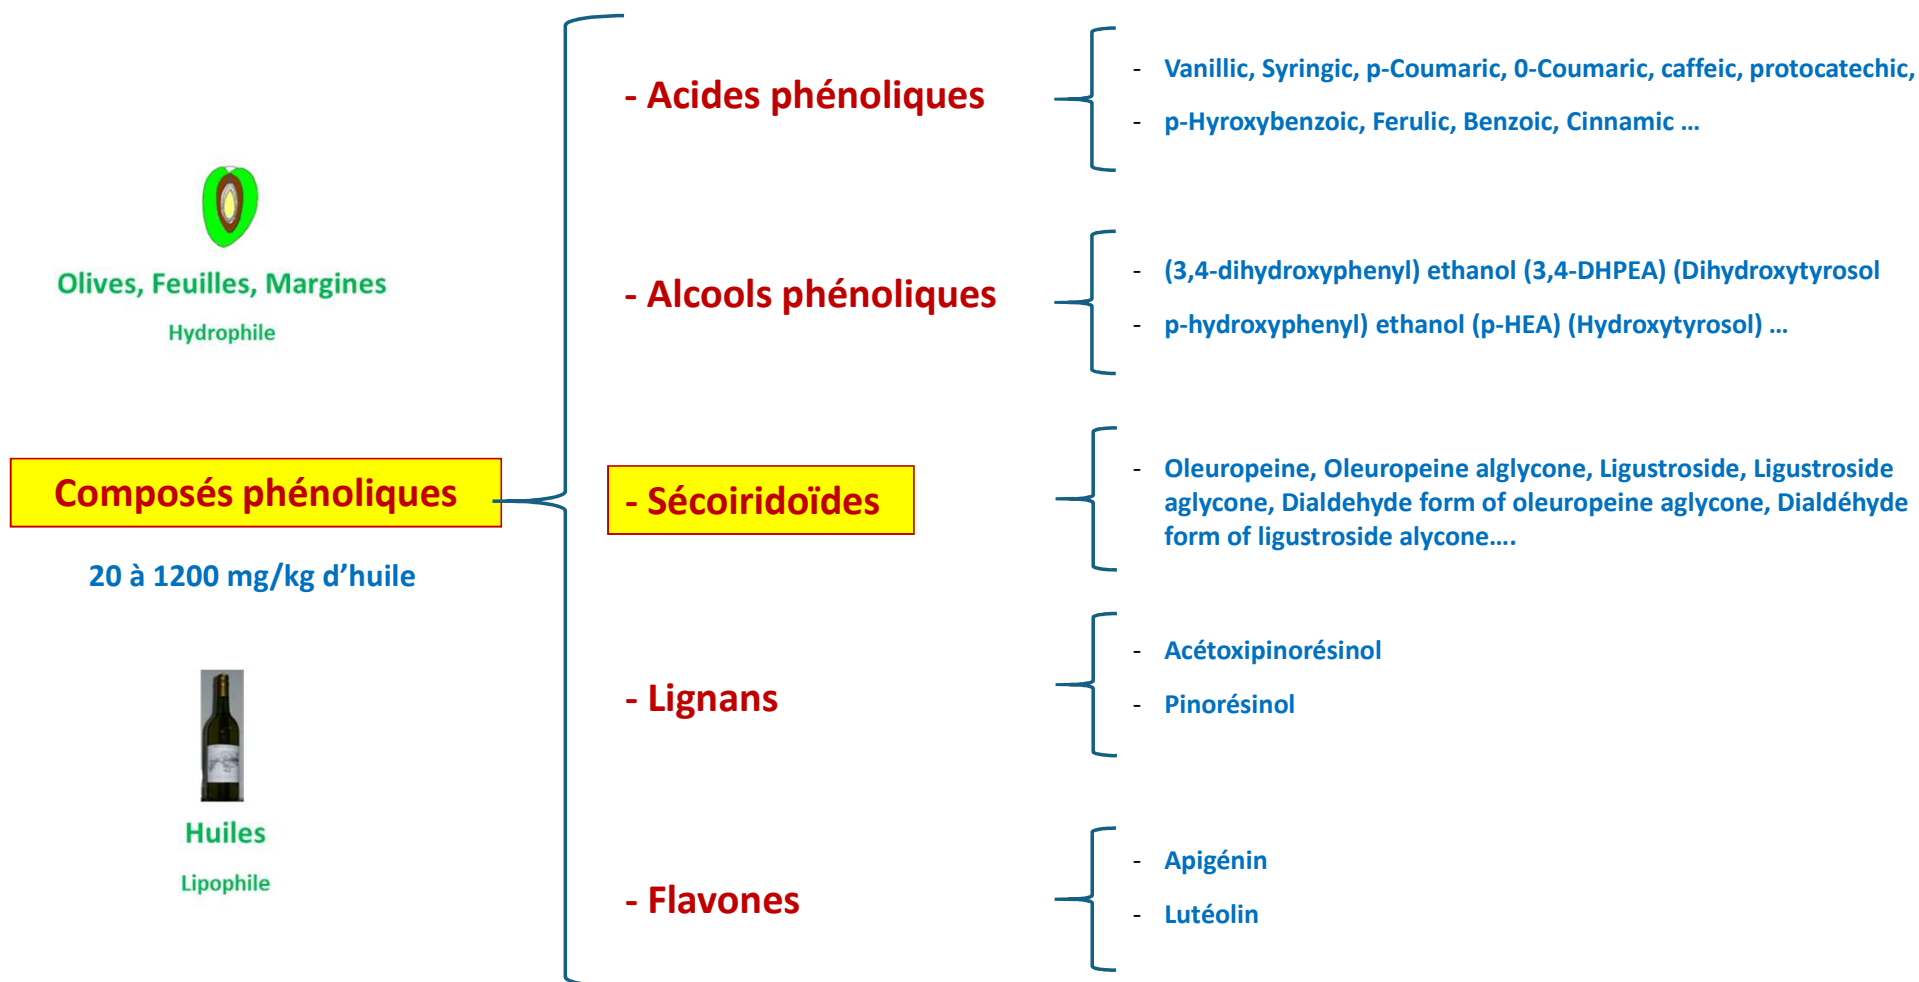 Olives, Feuilles, Margines
Hydrophile
Composés phénoliques
20 à 1200 mg/kg d’huile
Huiles
Lipophile
- Acides phénoliques
- Vanillic, Syringic, p-Coumaric, 0-Coumaric, caffeic, protocatechic,
- p-Hyroxybenzoic, Ferulic, Benzoic, Cinnamic ...
- Alcools phénoliques
- (3,4-dihydroxyphenyl) ethanol (3,4-DHPEA) (Dihydroxytyrosol
- p-hydroxyphenyl) ethanol (p-HEA) (Hydroxytyrosol) ...
- Sécoiridoïdes
- Oleuropeine, Oleuropeine alglycone, Ligustroside, Ligustroside
aglycone, Dialdehyde form of oleuropeine aglycone, Dialdéhyde
form of ligustroside alycone....
- Lignans
- Acétoxipinorésinol
- Pinorésinol
- Flavones
- Apigénin
- Lutéolin